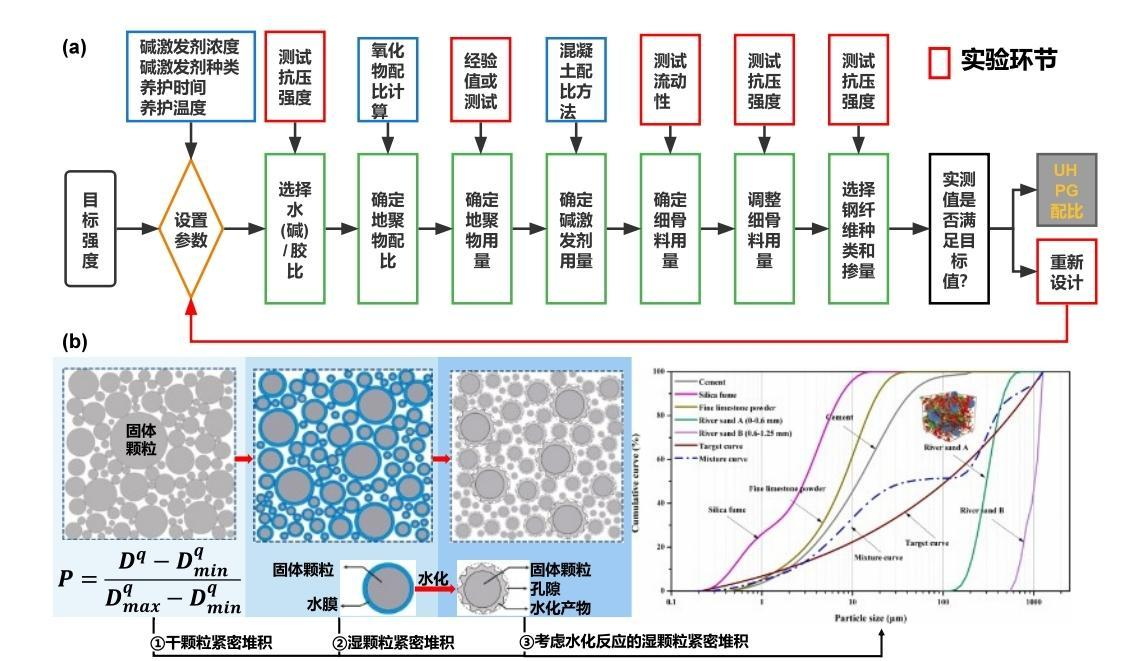 (a)
碱激发剂浓度
碱激发剂种类
养护时间
养护温度
测试
抗压
强度
氧化
物配
比计
算
经验
值或
测试
混凝
土配
比方
法
测试
流动
性
测试
抗压
强度
测试
抗压
强度
实验环节
目
标
强
度
设置
参数
选择
水
(碱)
/胶
比
确定
地聚
物配
比
确定
地聚
物用
量
确定
碱激
发剂
用量
确定
细骨
料用
量
调整
细骨
料用
量
选择
钢纤
维种
类和
掺量
实测
值是
否满
足目
标
值?
UH
PG
配比
重新
设计
(b)
固体
颗粒
P = (D^q − D_min^q) / (D_max^q − D_min^q)
固体颗粒
水膜
水化
固体颗粒
孔隙
水化产物
①干颗粒紧密堆积
②湿颗粒紧密堆积
③考虑水化反应的湿颗粒紧密堆积
Cumulative curve (%)
100
80
60
40
20
0
Cement
Silica fume
Fine limestone powder
River sand A (0-0.6 mm)
River sand B (0.6-1.25 mm)
Target curve
Mixture curve
Cement
River sand A
Fine limestone powder
Silica fume
River sand B
Target curve
Mixture curve
0.1
1
10
100
1000
Particle size (μm)